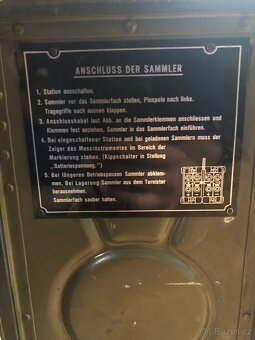 ANSCHLUSS DER SAMMLER
1. Station ausschalten.
2. Sammler vor das Sammlerfach stellen, Pluspole nach links.
Tragegriffe nach aussen klappen.
3. Anschlusskabel laut Abb. an die Sammlerklemmen anschliessen und
Klemmen fest anziehen. Sammler in das Sammlerfach einführen.
4. Bei eingeschalteter Station und bei geladenen Sammlern muss der
Zeiger des Messinstrumentes im Bereich der
Markierung stehen. (Kippschalter in Stellung
„Batteriespannung.")
5. Bei längeren Betriebspausen Sammler abklem-
men. Bei Lagerung Sammler aus dem Tornister
herausnehmen.
Sammlerfach sauber halten.